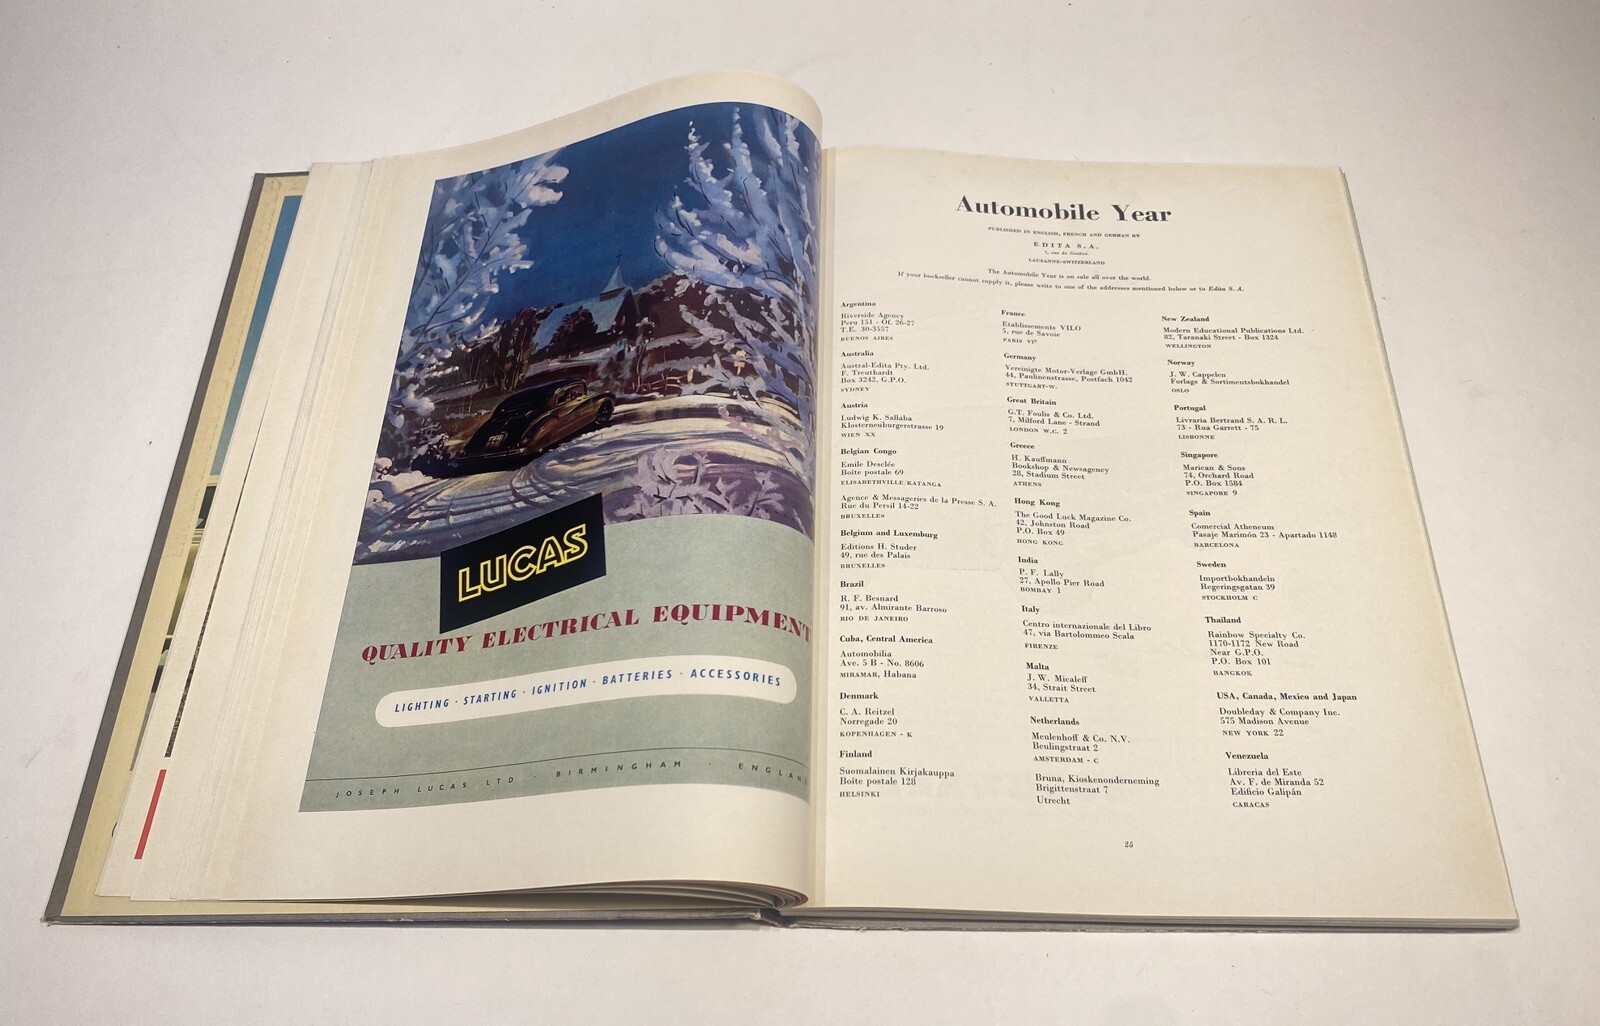 LUCAS
QUALITY ELECTRICAL EQUIPMENT
LIGHTING · STARTING · IGNITION · BATTERIES · ACCESSORIES
JOSEPH LUCAS LTD · BIRMINGHAM · ENGLAND
Automobile Year
PUBLISHED IN ENGLISH, FRENCH AND GERMAN BY
EDITA S.A.
7, rue de Genève
LAUSANNE-SWITZERLAND
The Automobile Year is on sale all over the world.
If your bookseller cannot supply it, please write to one of the addresses mentioned below or to Edita S. A.
Argentina
Riverside Agency
Peru 151 - Of. 26-27
T.E. 30-3557
BUENOS AIRES
Australia
Austral-Edita Pty. Ltd.
F. Treuthardt
Box 3242, G.P.O.
SYDNEY
Austria
Ludwig K. Sallaba
Klosterneuburgerstrasse 19
WIEN XX
Belgian Congo
Emile Desclée
Boîte postale 69
ELISABETHVILLE/KATANGA
Agence & Messageries de la Presse S. A.
Rue du Persil 14-22
BRUXELLES
Belgium and Luxemburg
Editions H. Studer
49, rue des Palais
BRUXELLES
Brazil
R. F. Besnard
91, av. Almirante Barroso
RIO DE JANEIRO
Cuba, Central America
Automobilia
Ave. 5 B - No. 8606
MIRAMAR, Habana
Denmark
C. A. Reitzel
Norregade 20
KOPENHAGEN - K
Finland
Suomalainen Kirjakauppa
Boîte postale 128
HELSINKI
France
Etablissements VILO
5, rue de Savoie
PARIS VIe
Germany
Vereinigte Motor-Verlage GmbH.
44, Paulinenstrasse, Postfach 1042
STUTTGART-W.
Great Britain
G.T. Foulis & Co. Ltd.
7, Milford Lane - Strand
LONDON W.C. 2
Greece
H. Kauffmann
Bookshop & Newsagency
28, Stadium Street
ATHENS
Hong Kong
The Good Luck Magazine Co.
42, Johnston Road
P.O. Box 49
HONG KONG
India
P. F. Lally
27, Apollo Pier Road
BOMBAY 1
Italy
Centro internazionale del Libro
47, via Bartolommeo Scala
FIRENZE
Malta
J. W. Micaleff
34, Strait Street
VALLETTA
Netherlands
Meulenhoff & Co. N.V.
Beulingstraat 2
AMSTERDAM - C
Bruna, Kioskenonderneming
Brigittenstraat 7
Utrecht
New Zealand
Modern Educational Publications Ltd.
82, Taranaki Street - Box 1324
WELLINGTON
Norway
J. W. Cappelen
Forlags & Sortimentsbokhandel
OSLO
Portugal
Livraria Bertrand S. A. R. L.
73 - Rua Garrett - 75
LISBONNE
Singapore
Marican & Sons
74, Orchard Road
P.O. Box 1584
SINGAPORE 9
Spain
Comercial Atheneum
Pasaje Marimón 23 - Apartado 1148
BARCELONA
Sweden
Importbokhandeln
Regeringsgatan 39
STOCKHOLM C
Thailand
Rainbow Specialty Co.
1170-1172 New Road
Near G.P.O.
P.O. Box 101
BANGKOK
USA, Canada, Mexico and Japan
Doubleday & Company Inc.
575 Madison Avenue
NEW YORK 22
Venezuela
Libreria del Este
Av. F. de Miranda 52
Edificio Galipán
CARACAS
25